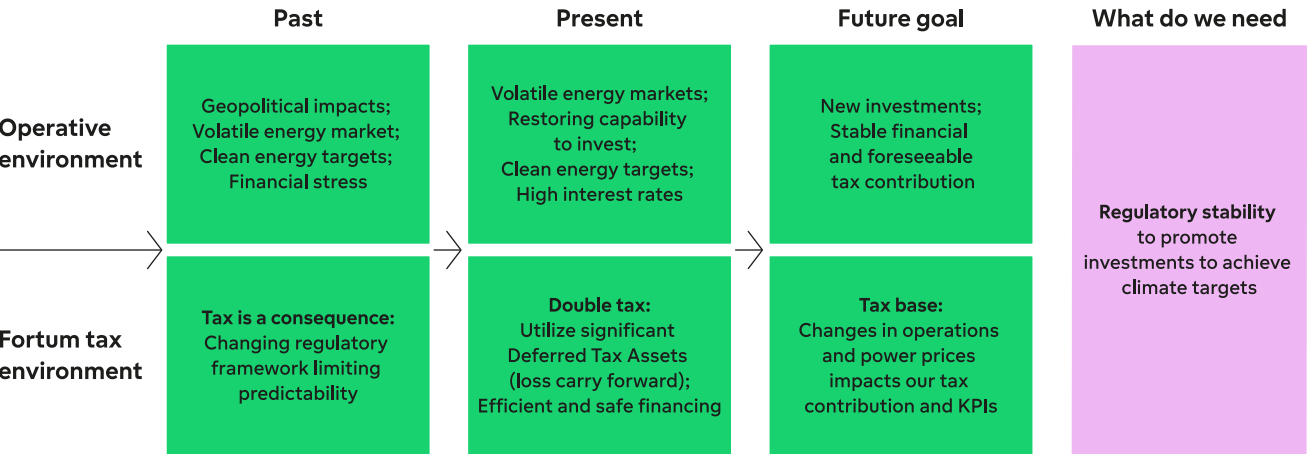 Past
Present
Future goal
What do we need
Operative
environment
Geopolitical impacts;
Volatile energy market;
Clean energy targets;
Financial stress
Volatile energy markets;
Restoring capability
to invest;
Clean energy targets;
High interest rates
New investments;
Stable financial
and foreseeable
tax contribution
Regulatory stability
to promote
investments to achieve
climate targets
Fortum tax
environment
Tax is a consequence:
Changing regulatory
framework limiting
predictability
Double tax:
Utilize significant
Deferred Tax Assets
(loss carry forward);
Efficient and safe financing
Tax base:
Changes in operations
and power prices
impacts our tax
contribution and KPIs